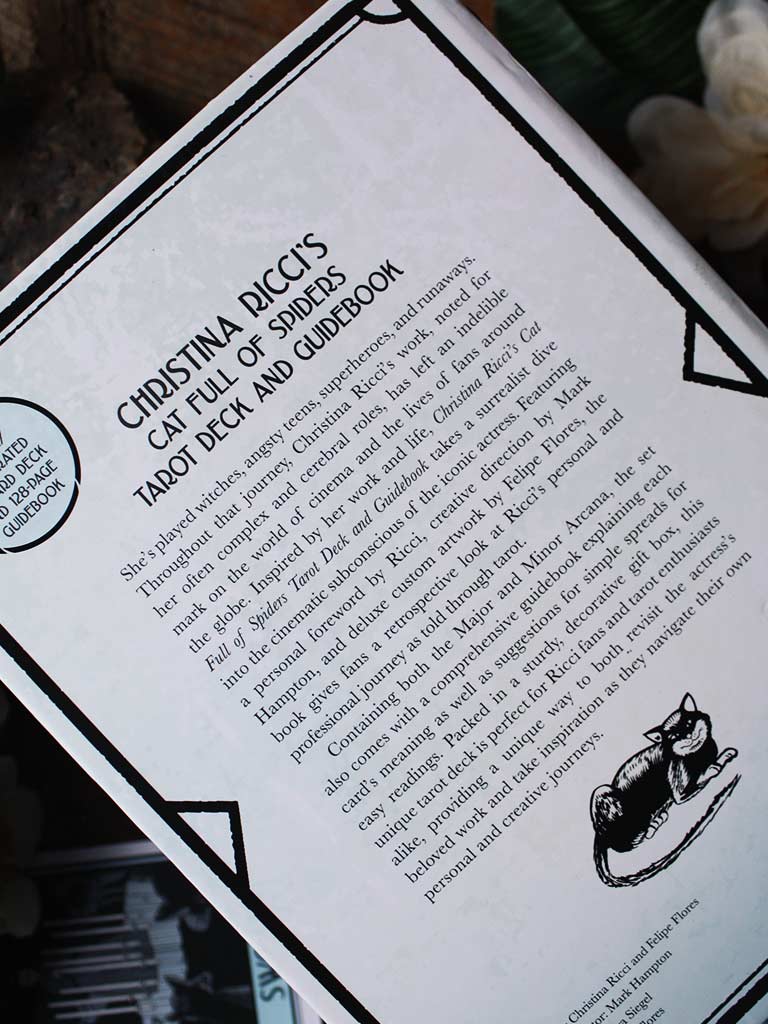 CHRISTINA RICCI'S
CAT FULL OF SPIDERS
TAROT DECK AND GUIDEBOOK
She's played witches, angsty teens, superheroes, and runaways.
Throughout that journey, Christina Ricci's work, noted for
her often complex and cerebral roles, has left an indelible
mark on the world of cinema and the lives of fans around
the globe. Inspired by her work and life, Christina Ricci's Cat
Full of Spiders Tarot Deck and Guidebook takes a surrealist dive
into the cinematic subconscious of the iconic actress. Featuring
a personal foreword by Ricci, creative direction by Mark
Hampton, and deluxe custom artwork by Felipe Flores, the
book gives fans a retrospective look at Ricci's personal and
professional journey as told through tarot.
Containing both the Major and Minor Arcana, the set
also comes with a comprehensive guidebook explaining each
card's meaning as well as suggestions for simple spreads for
easy readings. Packed in a sturdy, decorative gift box, this
unique tarot deck is perfect for Ricci fans and tarot enthusiasts
alike, providing a unique way to both revisit the actress's
beloved work and take inspiration as they navigate their own
personal and creative journeys.
RD DECK
128-PAGE
GUIDEBOOK
Christina Ricci and Felipe Flores
Mark Hampton
Siegel